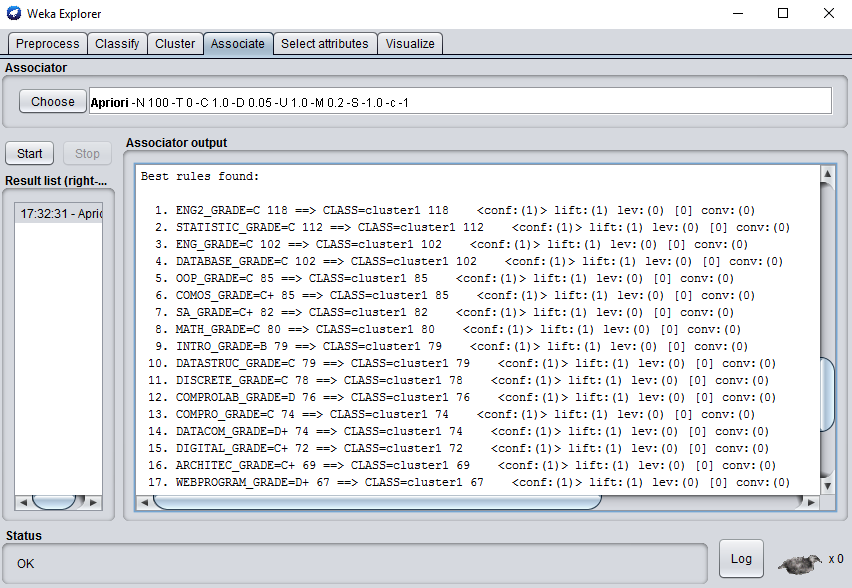 Weka Explorer
Preprocess Classify Cluster Associate Select attributes Visualize
Associator
Choose Apriori -N 100 -T 0 -C 1.0 -D 0.05 -U 1.0 -M 0.2 -S -1.0 -c -1
Start Stop
Result list (right-...
17:32:31 - Aprio
Associator output
Best rules found:
1. ENG2_GRADE=C 118 ==> CLASS=cluster1 118 <conf:(1)> lift:(1) lev:(0) [0] conv:(0)
2. STATISTIC_GRADE=C 112 ==> CLASS=cluster1 112 <conf:(1)> lift:(1) lev:(0) [0] conv:(0)
3. ENG_GRADE=C 102 ==> CLASS=cluster1 102 <conf:(1)> lift:(1) lev:(0) [0] conv:(0)
4. DATABASE_GRADE=C 102 ==> CLASS=cluster1 102 <conf:(1)> lift:(1) lev:(0) [0] conv:(0)
5. OOP_GRADE=C 85 ==> CLASS=cluster1 85 <conf:(1)> lift:(1) lev:(0) [0] conv:(0)
6. COMOS_GRADE=C+ 85 ==> CLASS=cluster1 85 <conf:(1)> lift:(1) lev:(0) [0] conv:(0)
7. SA_GRADE=C+ 82 ==> CLASS=cluster1 82 <conf:(1)> lift:(1) lev:(0) [0] conv:(0)
8. MATH_GRADE=C 80 ==> CLASS=cluster1 80 <conf:(1)> lift:(1) lev:(0) [0] conv:(0)
9. INTRO_GRADE=B 79 ==> CLASS=cluster1 79 <conf:(1)> lift:(1) lev:(0) [0] conv:(0)
10. DATASTRUC_GRADE=C 79 ==> CLASS=cluster1 79 <conf:(1)> lift:(1) lev:(0) [0] conv:(0)
11. DISCRETE_GRADE=C 78 ==> CLASS=cluster1 78 <conf:(1)> lift:(1) lev:(0) [0] conv:(0)
12. COMPROLAB_GRADE=D 76 ==> CLASS=cluster1 76 <conf:(1)> lift:(1) lev:(0) [0] conv:(0)
13. COMPRO_GRADE=C 74 ==> CLASS=cluster1 74 <conf:(1)> lift:(1) lev:(0) [0] conv:(0)
14. DATACOM_GRADE=D+ 74 ==> CLASS=cluster1 74 <conf:(1)> lift:(1) lev:(0) [0] conv:(0)
15. DIGITAL_GRADE=C+ 72 ==> CLASS=cluster1 72 <conf:(1)> lift:(1) lev:(0) [0] conv:(0)
16. ARCHITEC_GRADE=C+ 69 ==> CLASS=cluster1 69 <conf:(1)> lift:(1) lev:(0) [0] conv:(0)
17. WEBPROGRAM_GRADE=D+ 67 ==> CLASS=cluster1 67 <conf:(1)> lift:(1) lev:(0) [0] conv:(0)
Status
OK
Log
x 0